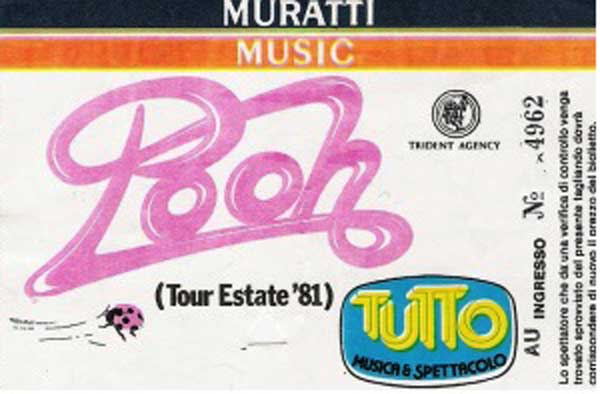 MURATTI
MUSIC
Pooh
TRIDENT AGENCY
(Tour Estate '81)
TUTTO
MUSICA & SPETTACOLO
AU INGRESSO № ×4962
Lo spettatore che da una verifica di controllo venga
trovato sprovvisto del presente tagliando dovrà
corrispondere di nuovo il prezzo del biglietto.